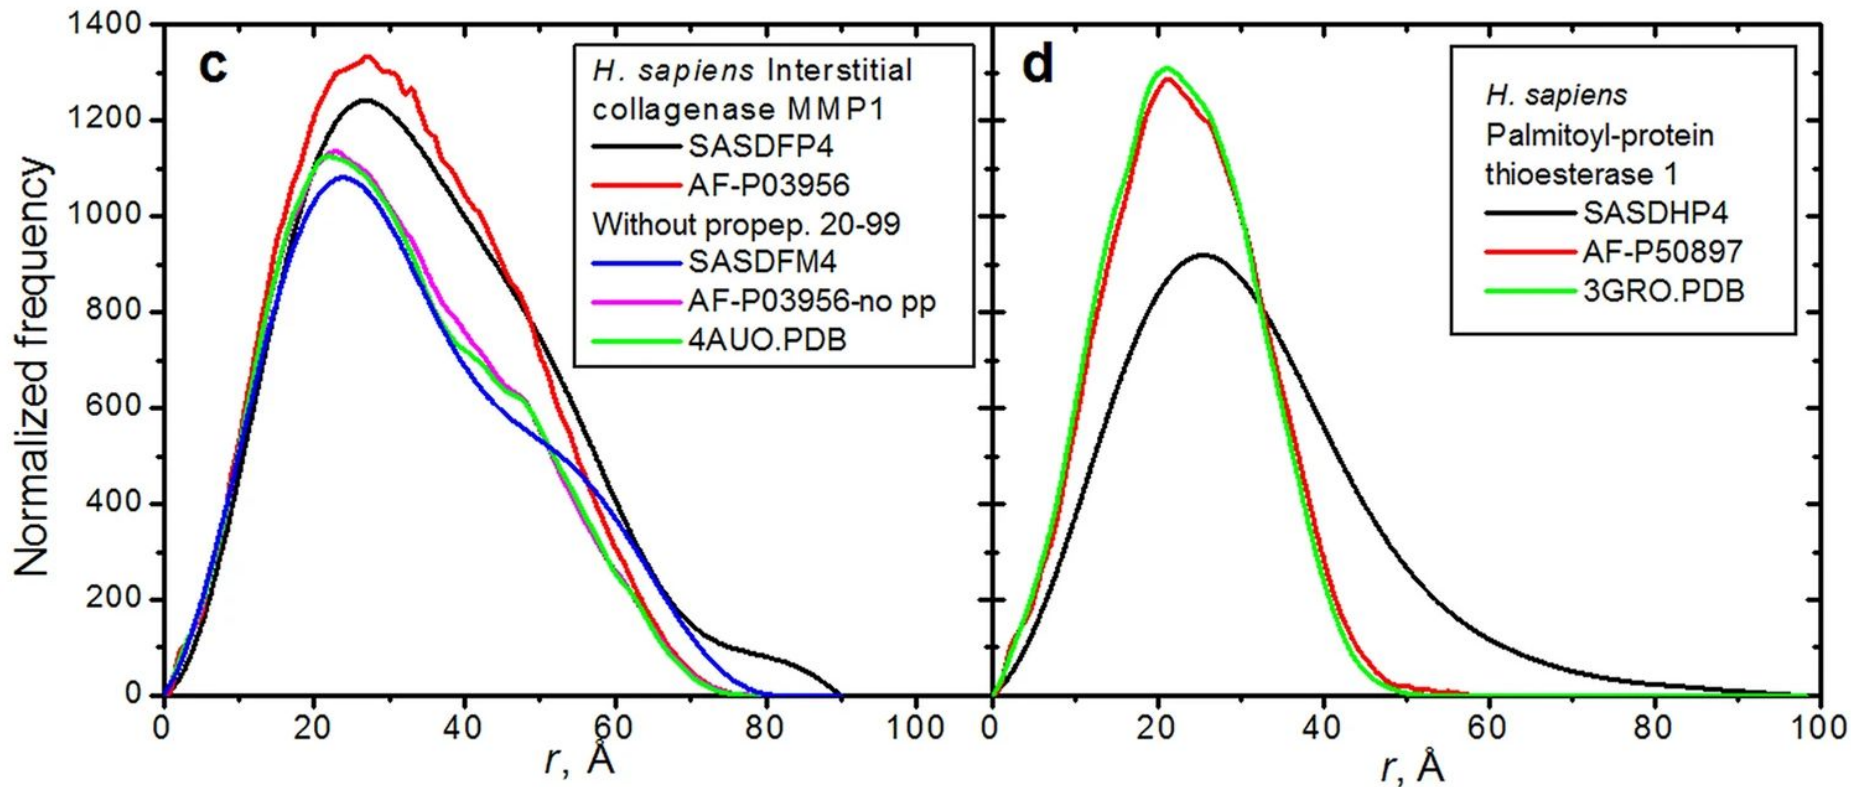 Normalized frequency
1400
1200
1000
800
600
400
200
0
c
H. sapiens Interstitial
collagenase MMP1
SASDFP4
AF-P03956
Without propep. 20-99
SASDFM4
AF-P03956-no pp
4AUO.PDB
0 20 40 60 80 100
r, Å
d
H. sapiens
Palmitoyl-protein
thioesterase 1
SASDHP4
AF-P50897
3GRO.PDB
0 20 40 60 80 100
r, Å